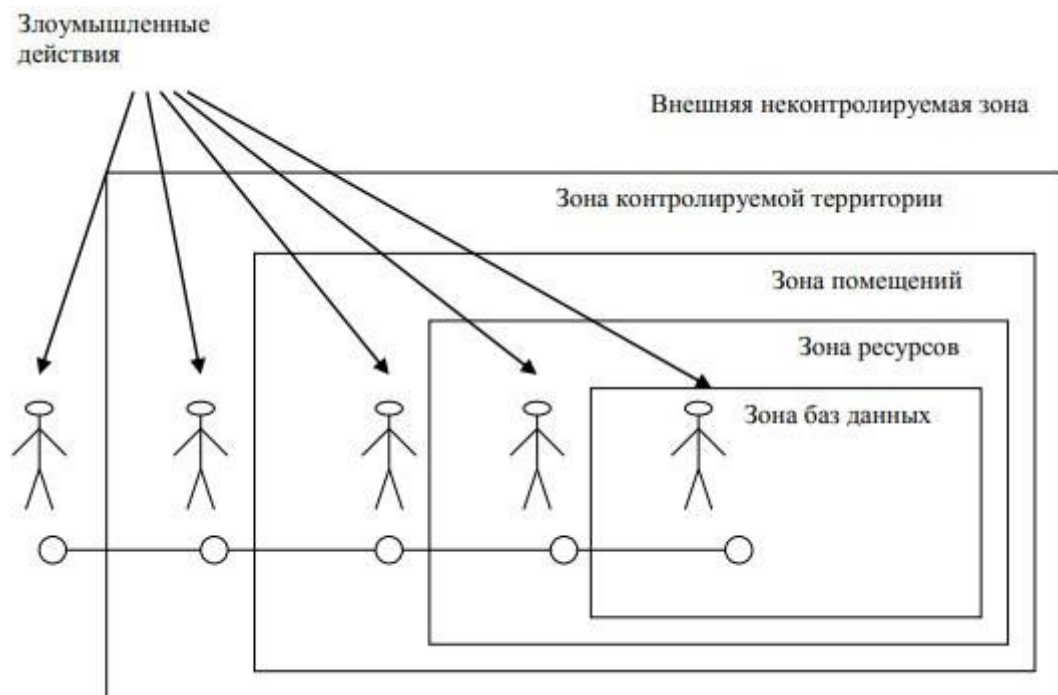 Злоумышленные
действия
Внешняя неконтролируемая зона
Зона контролируемой территории
Зона помещений
Зона ресурсов
Зона баз данных